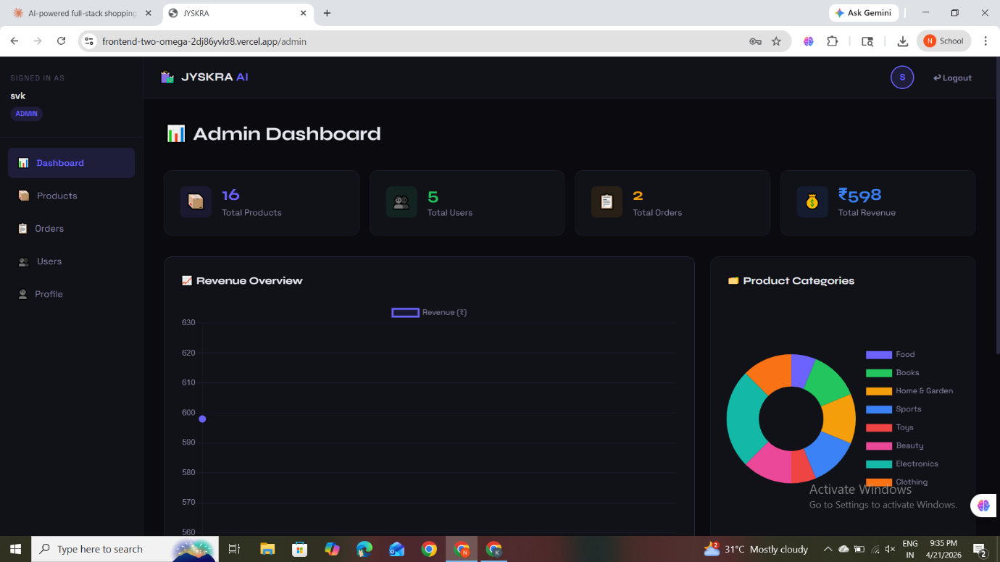 AI-powered full-stack shopping
JYSKRA
Ask Gemini
frontend-two-omega-2dj86yvkr8.vercel.app/admin
N School
SIGNED IN AS
svk
ADMIN
JYSKRA AI
S
Logout
Admin Dashboard
Dashboard
Products
Orders
Users
Profile
16
Total Products
5
Total Users
2
Total Orders
₹598
Total Revenue
Revenue Overview
Revenue (₹)
630
620
610
600
590
580
570
560
Product Categories
Food
Books
Home & Garden
Sports
Toys
Beauty
Electronics
Clothing
Activate Windows
Go to Settings to activate Windows.
Type here to search
N
K
2
31°C Mostly cloudy
ENG
IN
9:35 PM
4/21/2026
2